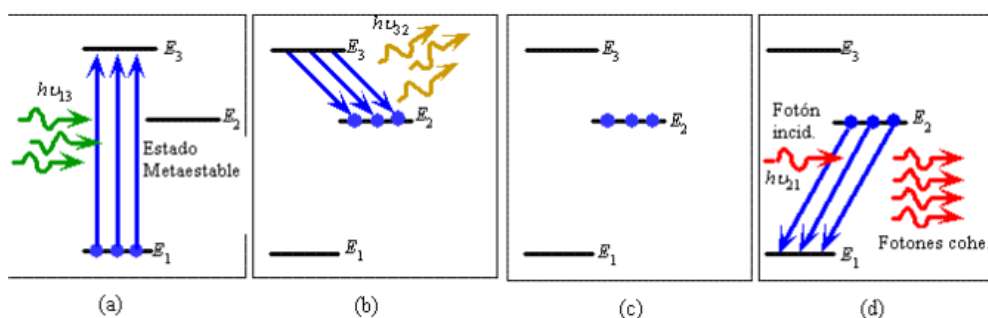 E3
hυ13
E2
Estado
Metaestable
E1
(a)
hυ32
E3
E2
E1
(b)
E3
E2
E1
(c)
E3
E2
Fotón
incid.
hυ21
E1
Fotones cohe.
(d)